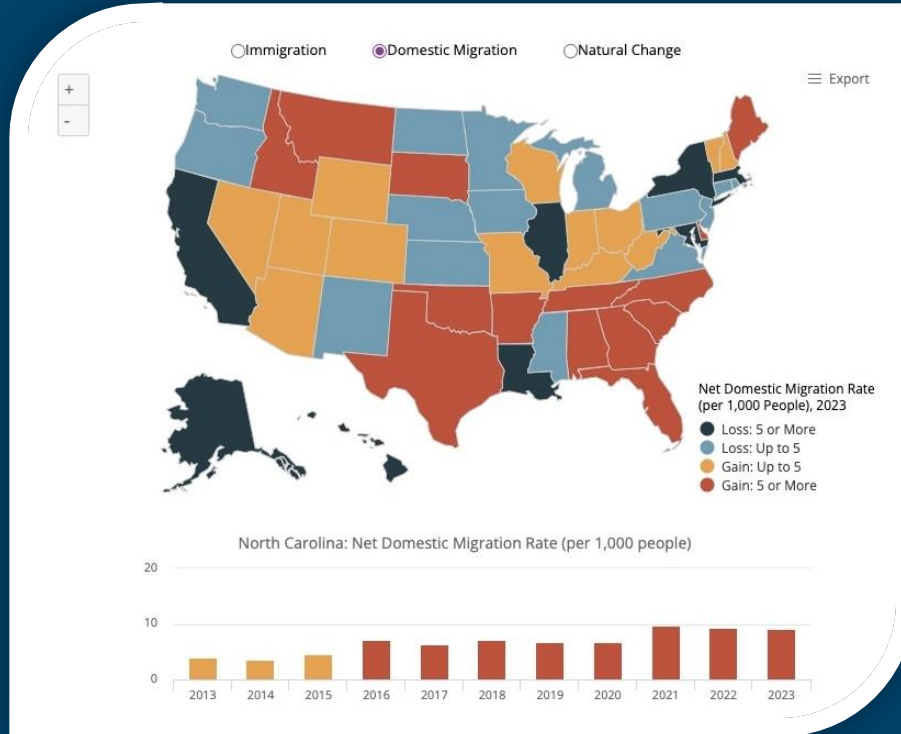 Immigration
Domestic Migration
Natural Change
+
-
Export
Net Domestic Migration Rate
(per 1,000 People), 2023
Loss: 5 or More
Loss: Up to 5
Gain: Up to 5
Gain: 5 or More
North Carolina: Net Domestic Migration Rate (per 1,000 people)
20
10
0
2013 2014 2015 2016 2017 2018 2019 2020 2021 2022 2023